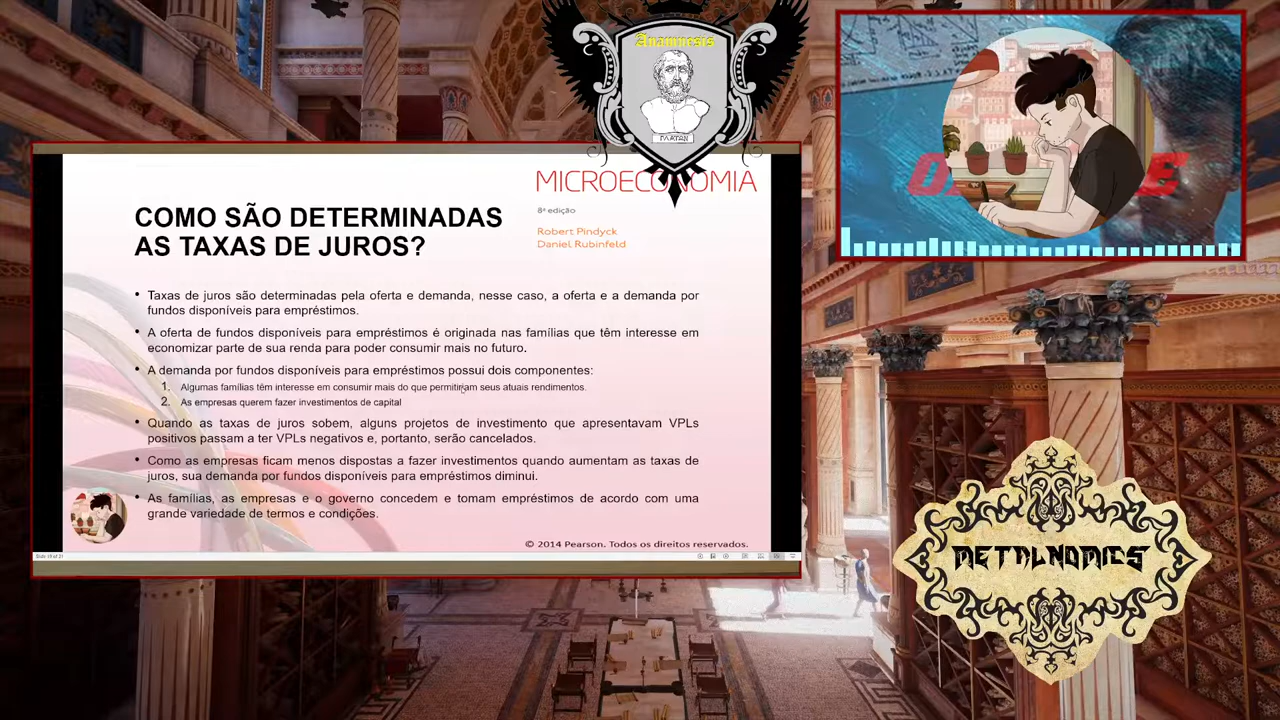 Anamnesis
PLATÃO
MICROECONOMIA
8ª edição
Robert Pindyck
Daniel Rubinfeld
COMO SÃO DETERMINADAS
AS TAXAS DE JUROS?
• Taxas de juros são determinadas pela oferta e demanda, nesse caso, a oferta e a demanda por
fundos disponíveis para empréstimos.
• A oferta de fundos disponíveis para empréstimos é originada nas famílias que têm interesse em
economizar parte de sua renda para poder consumir mais no futuro.
• A demanda por fundos disponíveis para empréstimos possui dois componentes:
1. Algumas famílias têm interesse em consumir mais do que permitiriam seus atuais rendimentos.
2. As empresas querem fazer investimentos de capital
• Quando as taxas de juros sobem, alguns projetos de investimento que apresentavam VPLs
positivos passam a ter VPLs negativos e, portanto, serão cancelados.
• Como as empresas ficam menos dispostas a fazer investimentos quando aumentam as taxas de
juros, sua demanda por fundos disponíveis para empréstimos diminui.
• As famílias, as empresas e o governo concedem e tomam empréstimos de acordo com uma
grande variedade de termos e condições.
© 2014 Pearson. Todos os direitos reservados.
METALNOMICS